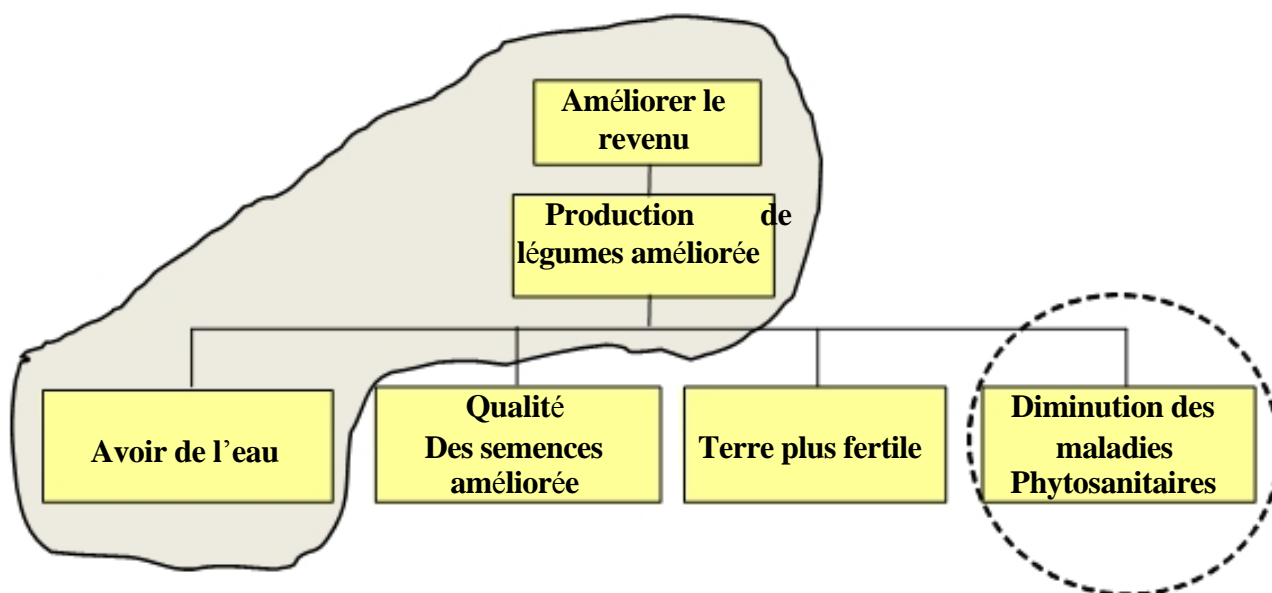 Améliorer le
revenu
Production de
légumes améliorée
Avoir de l'eau
Qualité
Des semences
améliorée
Terre plus fertile
Diminution des
maladies
Phytosanitaires